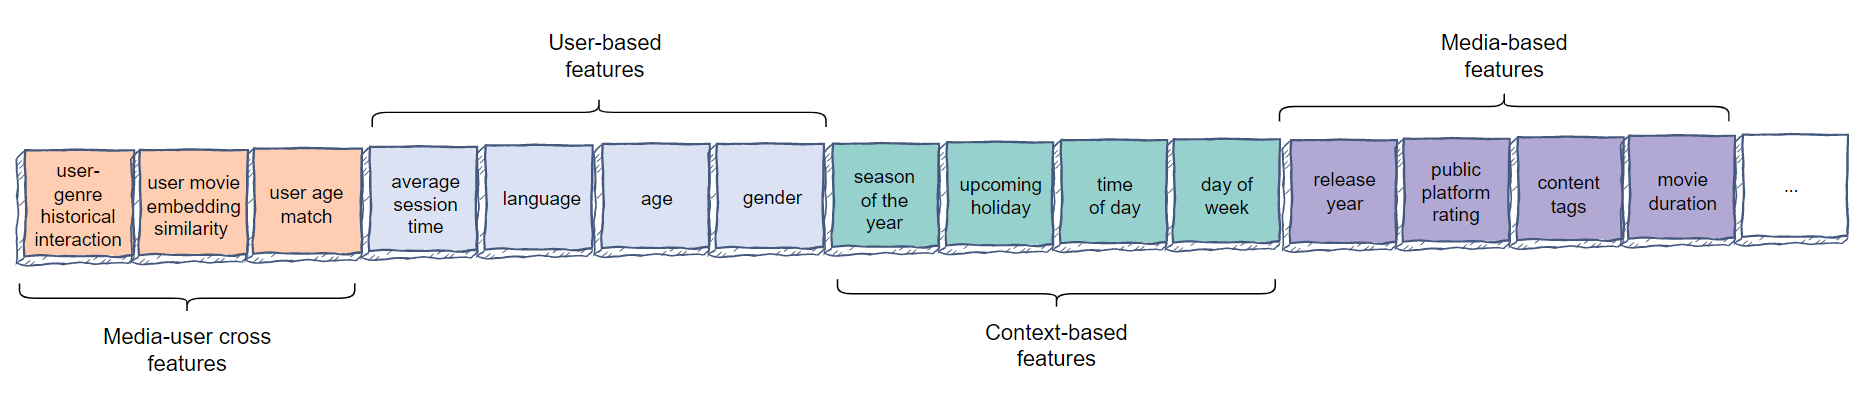 User-based
features
Media-based
features
user-
genre
historical
interaction
user movie
embedding
similarity
user age
match
average
session
time
language
age
gender
season
of the
year
upcoming
holiday
time
of day
day of
week
release
year
public
platform
rating
content
tags
movie
duration
...
Media-user cross
features
Context-based
features